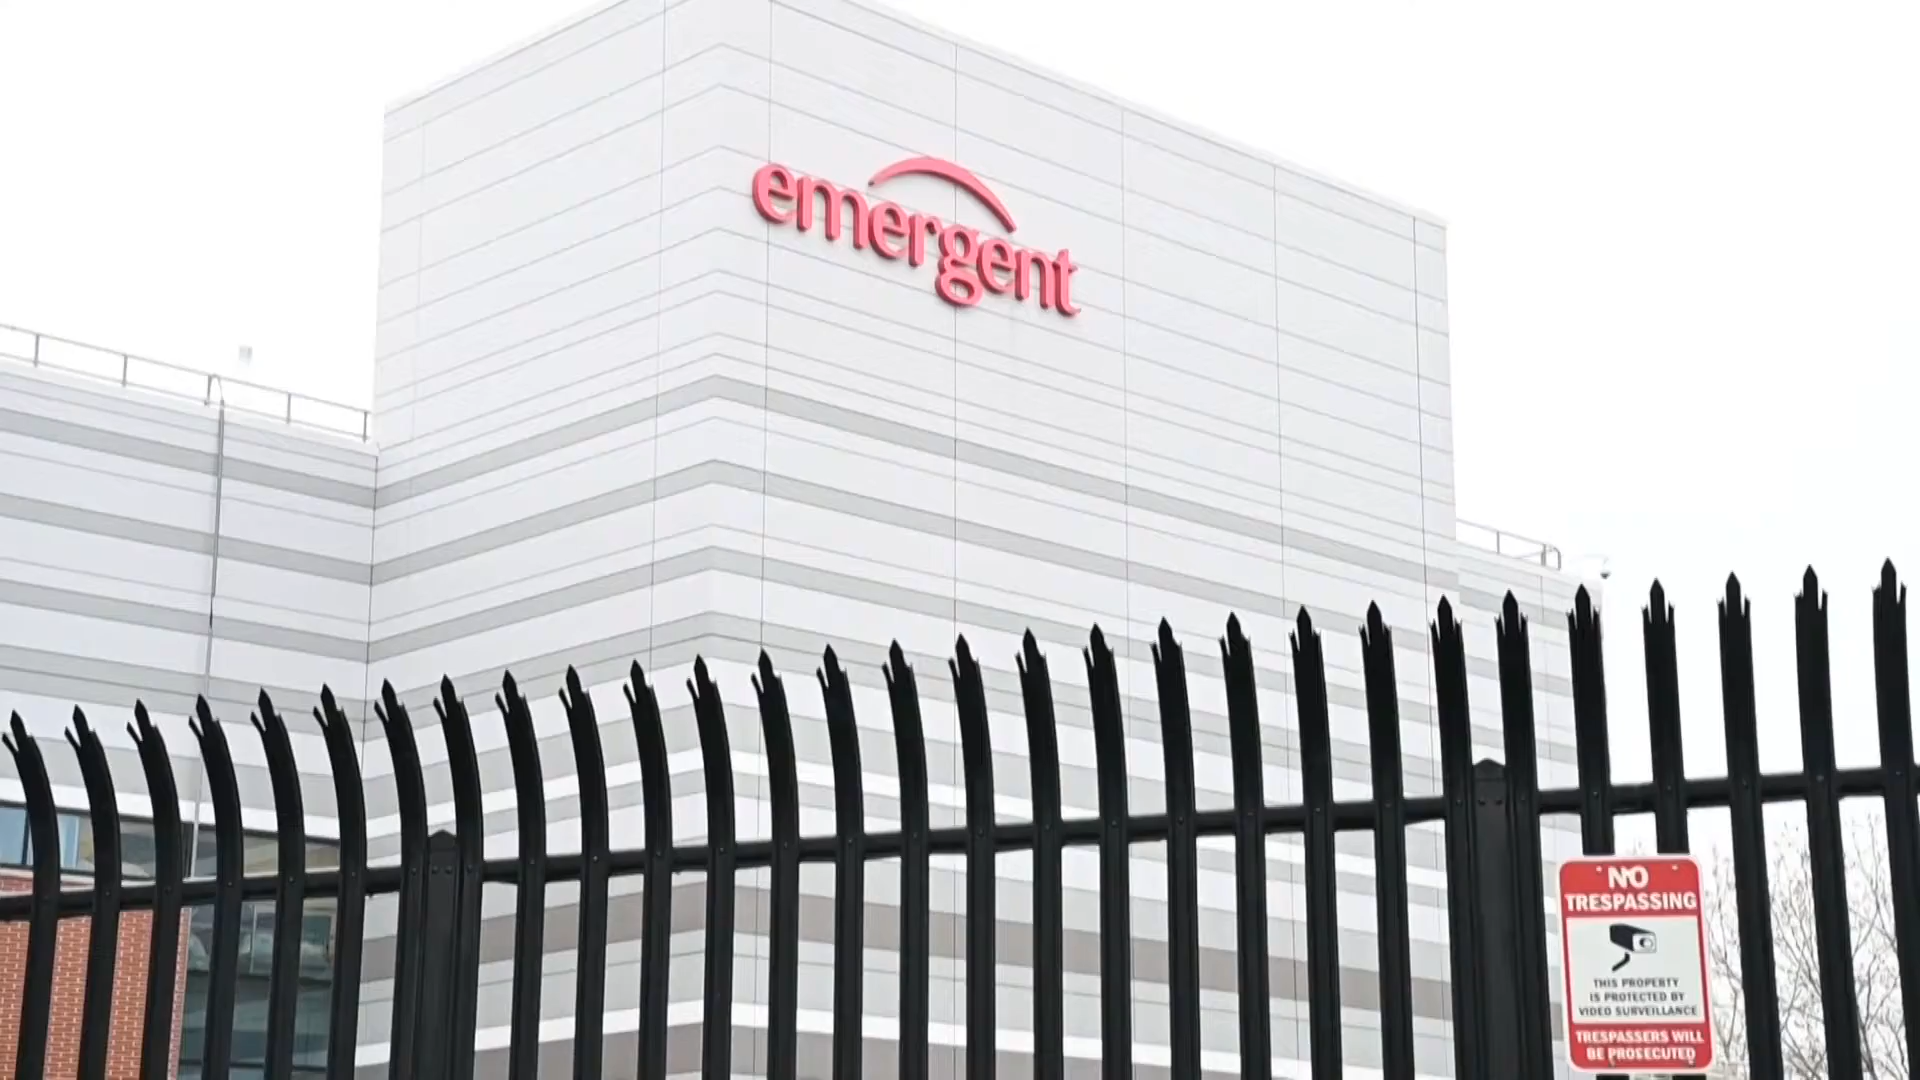 emergent
NO
TRESPASSING
THIS PROPERTY
IS PROTECTED BY
VIDEO SURVEILLANCE
TRESPASSERS WILL
BE PROSECUTED